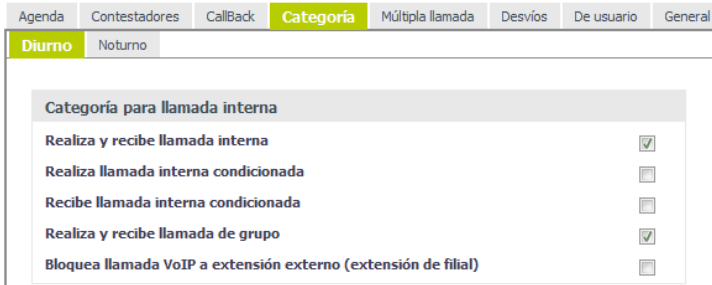 Agenda Contestadores CallBack Categoría Múltipla llamada Desvíos De usuario General
Diurno Noturno
Categoría para llamada interna
Realiza y recibe llamada interna
Realiza llamada interna condicionada
Recibe llamada interna condicionada
Realiza y recibe llamada de grupo
Bloquea llamada VoIP a extensión externo (extensión de filial)